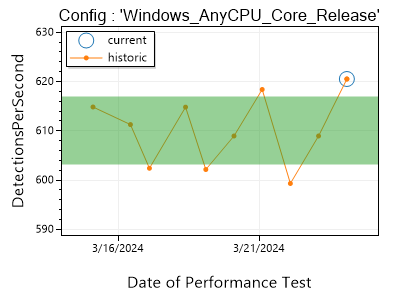 Config : 'Windows_AnyCPU_Core_Release'
current
historic
630
620
610
600
590
DetectionsPerSecond
3/16/2024
3/21/2024
Date of Performance Test